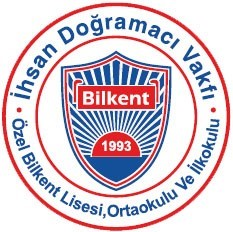 İhsan Doğramacı Vakfı
Bilkent
1993
Özel Bilkent Lisesi,Ortaokulu Ve İlkokulu